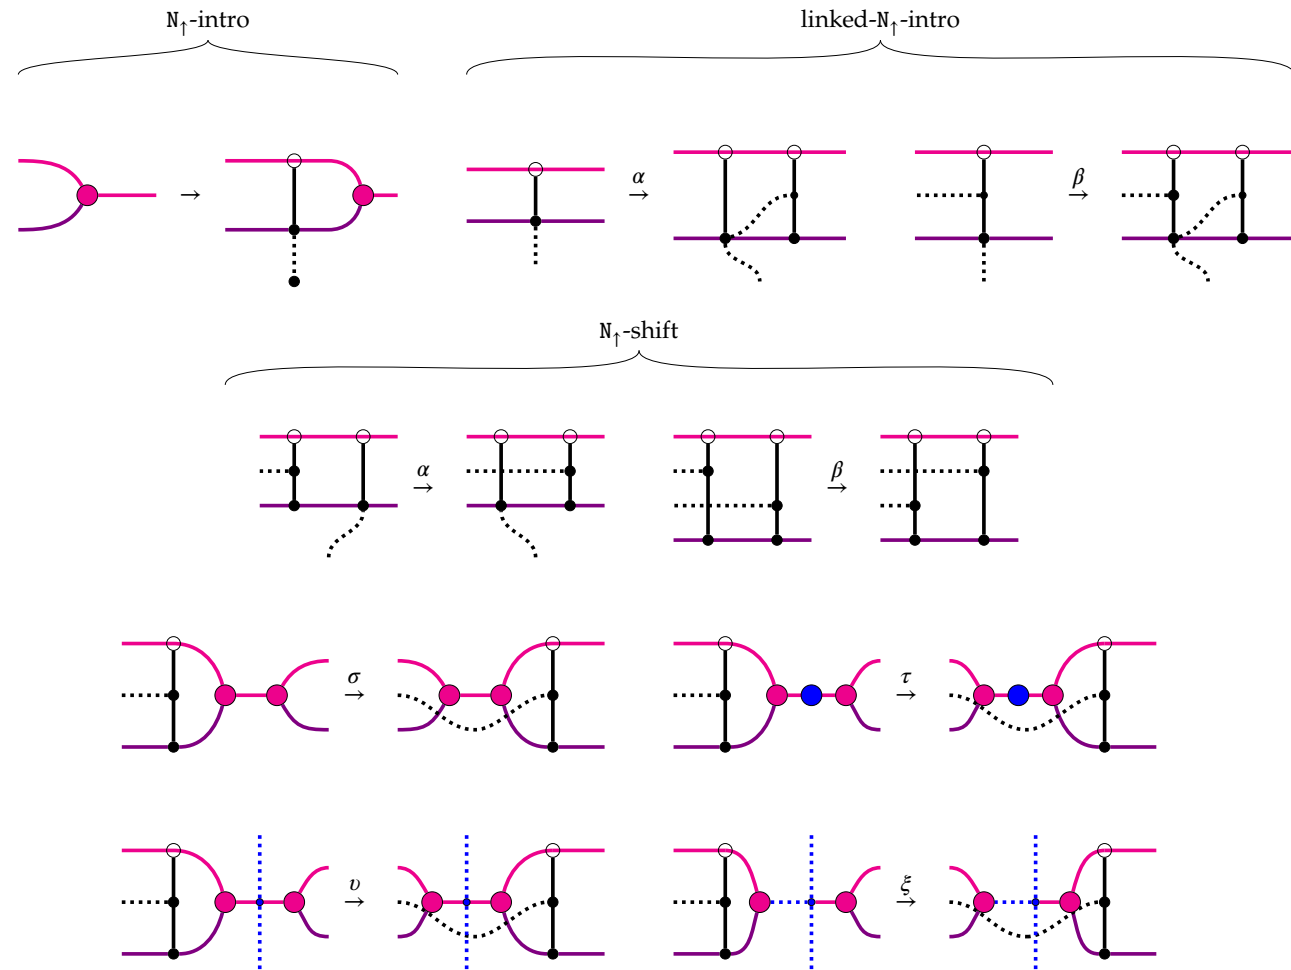 N↑-intro
linked-N↑-intro
→
α→
β→
N↑-shift
α→
β→
σ→
τ→
υ→
ξ→